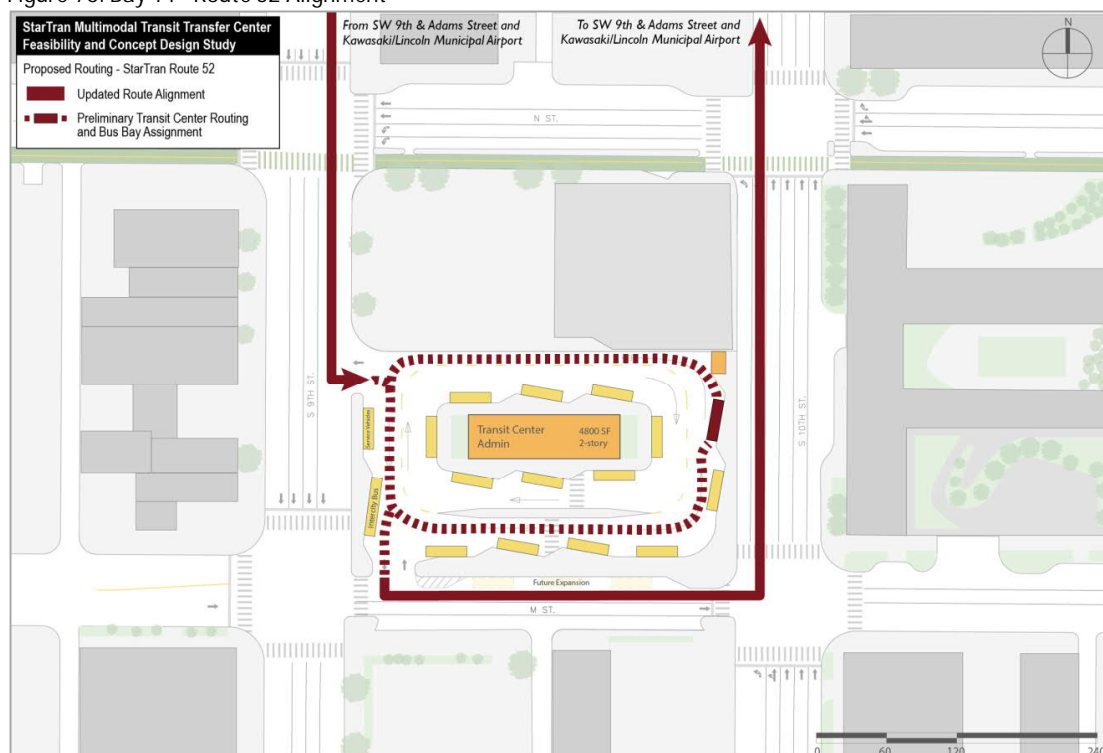 Figure 75: Bay 14 - Route 52 Alignment
StarTran Multimodal Transit Transfer Center
Feasibility and Concept Design Study
Proposed Routing - StarTran Route 52
Updated Route Alignment
Preliminary Transit Center Routing
and Bus Bay Assignment
From SW 9th & Adams Street and
Kawasaki/Lincoln Municipal Airport
To SW 9th & Adams Street and
Kawasaki/Lincoln Municipal Airport
N
N ST.
S 9TH ST.
S 10TH ST.
Service Vehicles
Intercity Bus
Transit Center
Admin
4800 SF
2-story
Future Expansion
M ST.
0 60 120 240